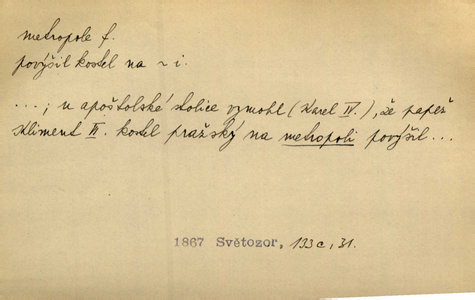 metropole f.
povýšil kostel na ~ i.
...; u apoštolské stolice vymohl (Karel IV.), že papež
Kliment VI. kostel pražský na metropoli povýšil...
1867 Světozor, 193c, 31.